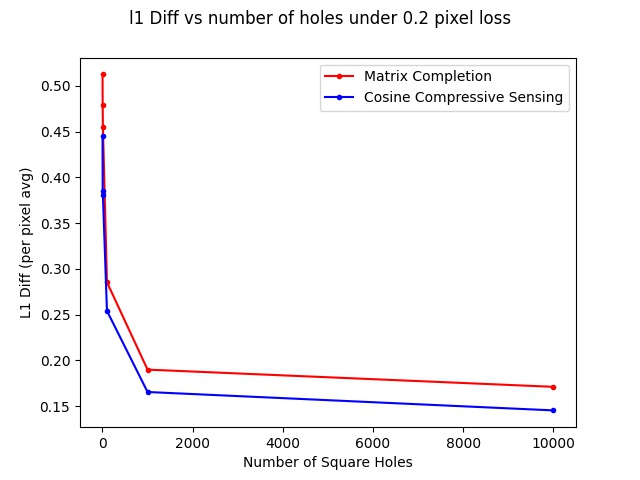 l1 Diff vs number of holes under 0.2 pixel loss
Matrix Completion
Cosine Compressive Sensing
L1 Diff (per pixel avg)
0.50
0.45
0.40
0.35
0.30
0.25
0.20
0.15
0 2000 4000 6000 8000 10000
Number of Square Holes